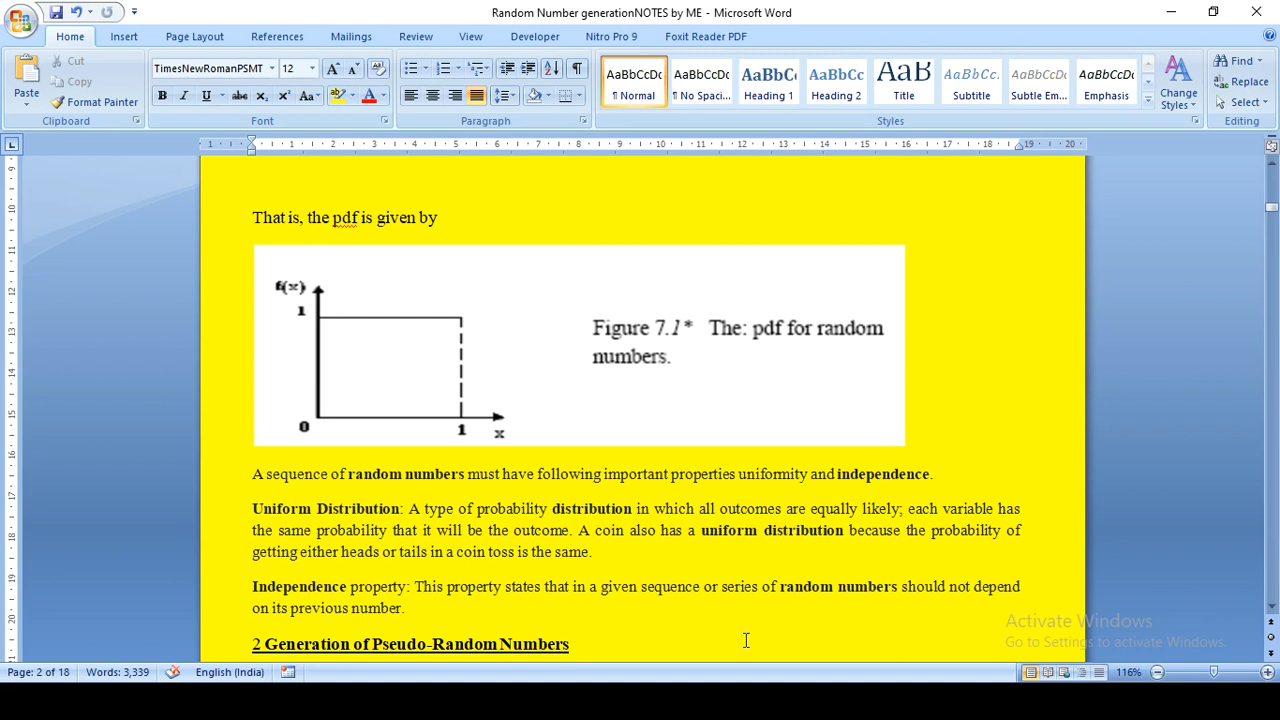 Random Number generationNOTES by ME - Microsoft Word
Home Insert Page Layout References Mailings Review View Developer Nitro Pro 9 Foxit Reader PDF
Paste
Cut
Copy
Format Painter
Clipboard
TimesNewRomanPSMT 12
Font
Paragraph
AaBbCcDc AaBbCcDc AaBbC AaBbCc AaB AaBbCc. AaBbCcDc AaBbCcDc
¶ Normal ¶ No Spaci... Heading 1 Heading 2 Title Subtitle Subtle Em... Emphasis
Change Styles
Styles
Find
Replace
Select
Editing
That is, the pdf is given by
f(x)
1
0
1
x
Figure 7.1* The: pdf for random
numbers.
A sequence of random numbers must have following important properties uniformity and independence.
Uniform Distribution: A type of probability distribution in which all outcomes are equally likely; each variable has
the same probability that it will be the outcome. A coin also has a uniform distribution because the probability of
getting either heads or tails in a coin toss is the same.
Independence property: This property states that in a given sequence or series of random numbers should not depend
on its previous number.
2 Generation of Pseudo-Random Numbers
Activate Windows
Go to Settings to activate Windows.
Page: 2 of 18 Words: 3,339 English (India) 116%